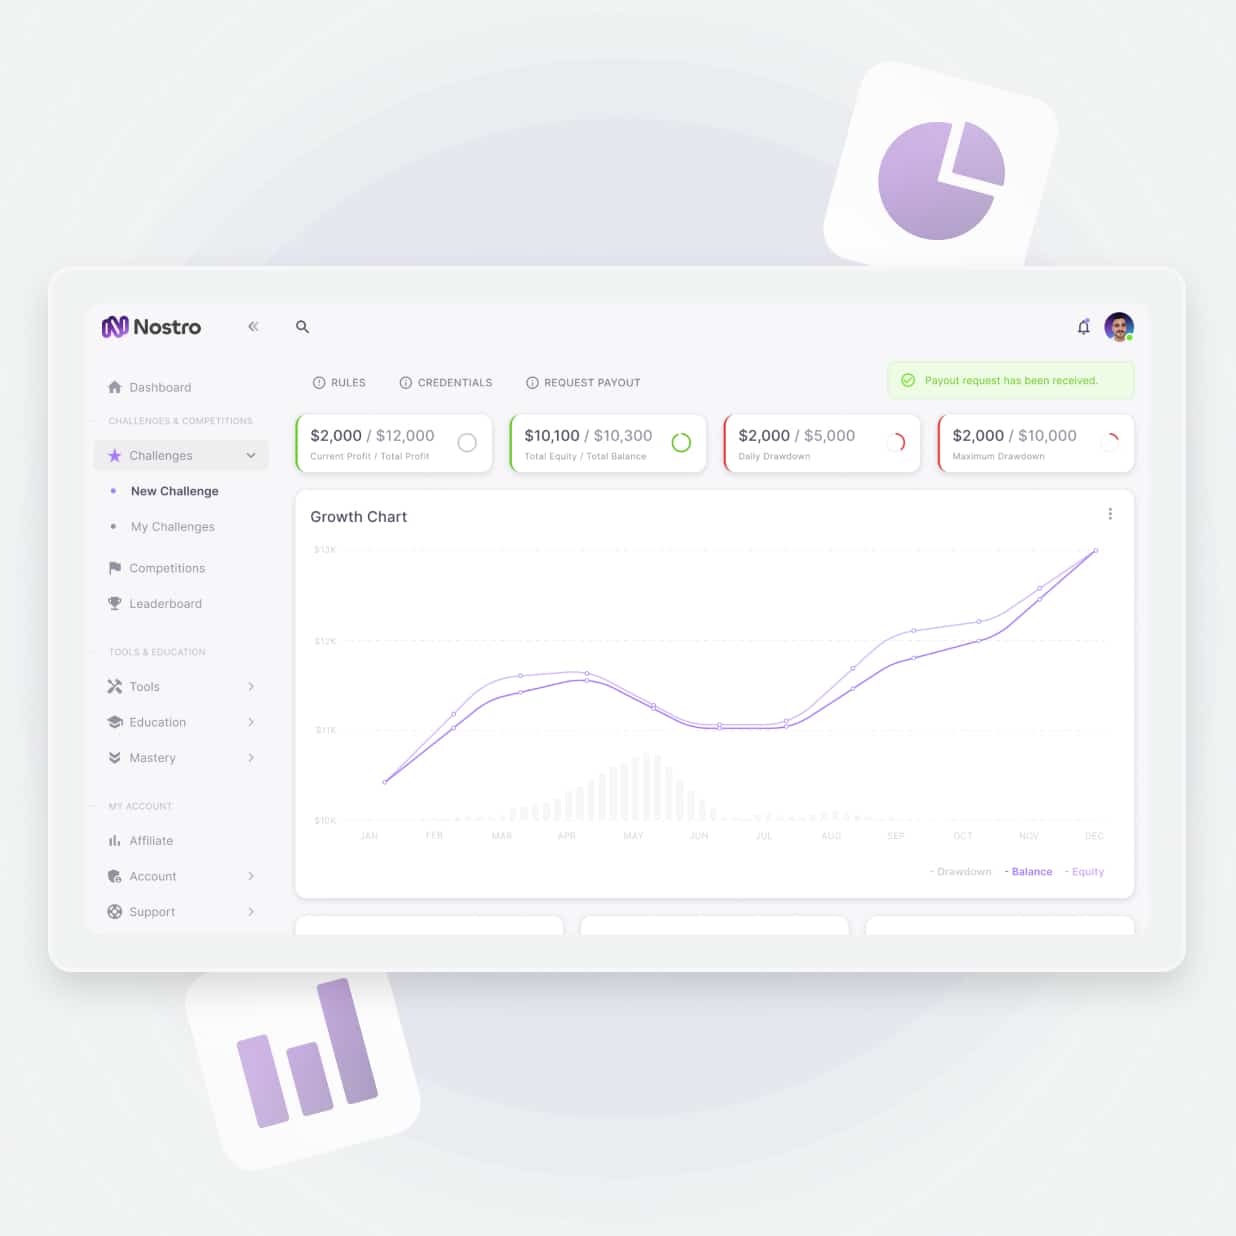 Nostro
Dashboard
CHALLENGES & COMPETITIONS
Challenges
New Challenge
My Challenges
Competitions
Leaderboard
TOOLS & EDUCATION
Tools
Education
Mastery
MY ACCOUNT
Affiliate
Account
Support
RULES
CREDENTIALS
REQUEST PAYOUT
Payout request has been received.
$2,000 / $12,000
Current Profit / Total Profit
$10,100 / $10,300
Total Equity / Total Balance
$2,000 / $5,000
Daily Drawdown
$2,000 / $10,000
Maximum Drawdown
Growth Chart
$13K
$12K
$11K
$10K
JAN FEB MAR APR MAY JUN JUL AUG SEP OCT NOV DEC
- Drawdown - Balance - Equity